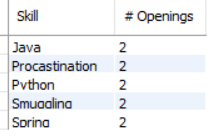 Skill # Openings
Java 2
Procastination 2
Python 2
Smuggling 2
Spring 2